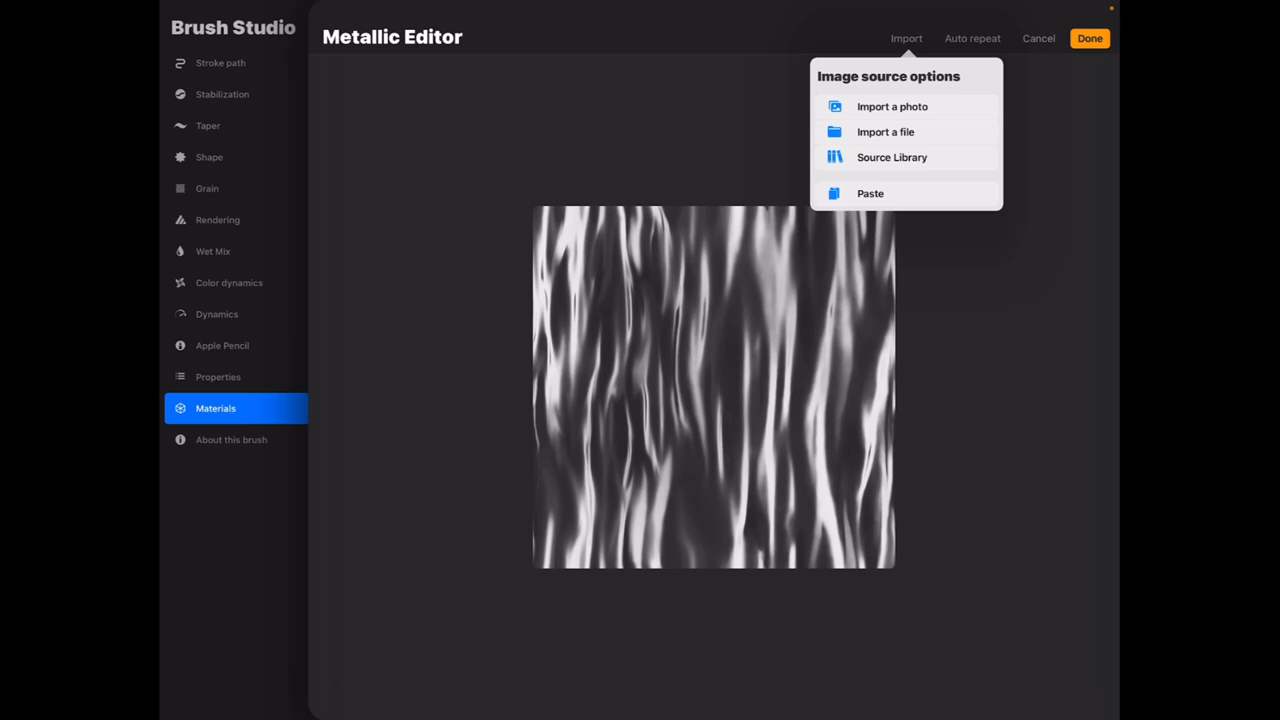 Brush Studio
Stroke path
Stabilization
Taper
Shape
Grain
Rendering
Wet Mix
Color dynamics
Dynamics
Apple Pencil
Properties
Materials
About this brush
Metallic Editor
Import
Auto repeat
Cancel
Done
Image source options
Import a photo
Import a file
Source Library
Paste